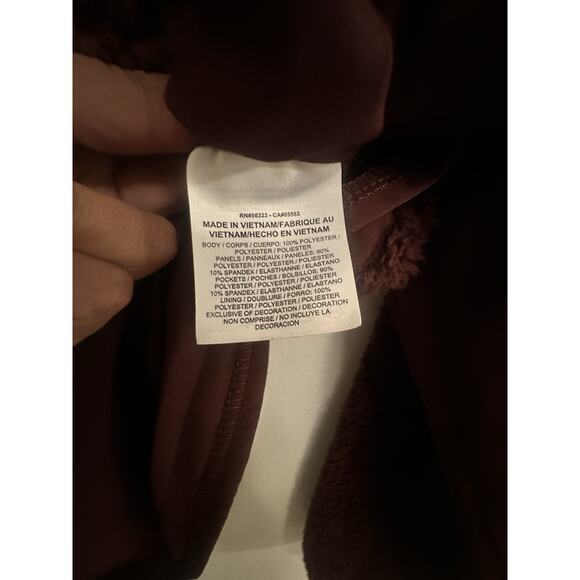 RN#56323 - CA#05553
MADE IN VIETNAM/FABRIQUE AU
VIETNAM/HECHO EN VIETNAM
BODY / CORPS / CUERPO: 100% POLYESTER /
POLYESTER / POLIESTER
PANELS / PANNEAUX / PANELES: 90%
POLYESTER / POLYESTER / POLIESTER
10% SPANDEX / ELASTHANNE / ELASTANO
POCKETS / POCHES / BOLSILLOS: 90%
POLYESTER / POLYESTER / POLIESTER
10% SPANDEX / ELASTHANNE / ELASTANO
LINING / DOUBLURE / FORRO: 100%
POLYESTER / POLYESTER / POLIESTER
EXCLUSIVE OF DECORATION / DECORATION
NON COMPRISE / NO INCLUYE LA
DECORACION